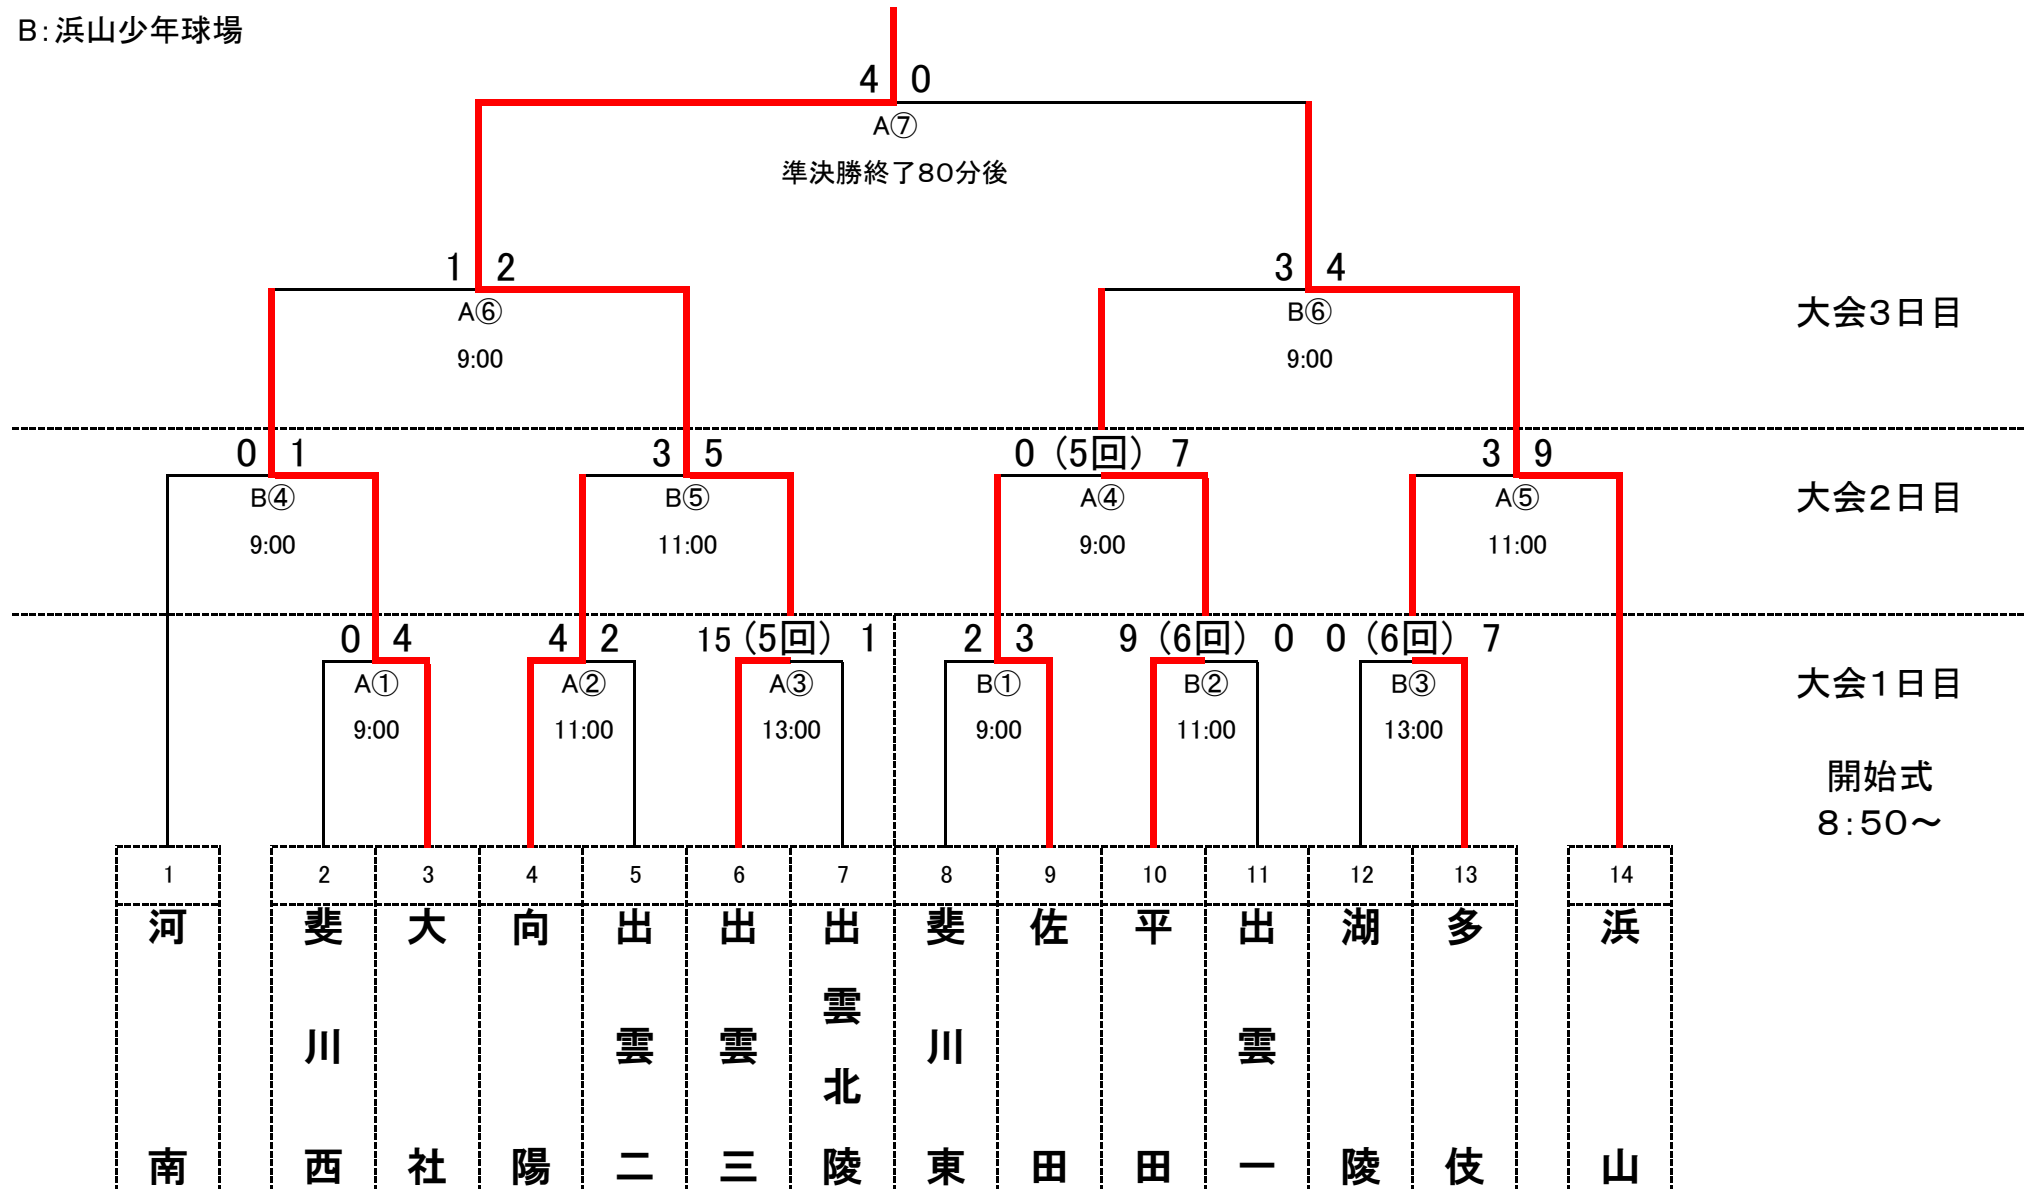 B：浜山少年球場
4 0
A⑦
準決勝終了80分後
1 2 3 4
A⑥ B⑥ 大会3日目
9:00 9:00
0 1 3 5 0 （5回） 7 3 9
B④ B⑤ A④ A⑤ 大会2日目
9:00 11:00 9:00 11:00
0 4 4 2 15（5回） 1 2 3 9（6回） 0 0（6回） 7
A① A② A③ B① B② B③ 大会1日目
9:00 11:00 13:00 9:00 11:00 13:00
開始式
8：50～
1 2 3 4 5 6 7 8 9 10 11 12 13 14
河南
斐川西
大社
向陽
出雲二
出雲三
出雲北陵
斐川東
佐田
平田
出雲一
湖陵
多伎
浜山